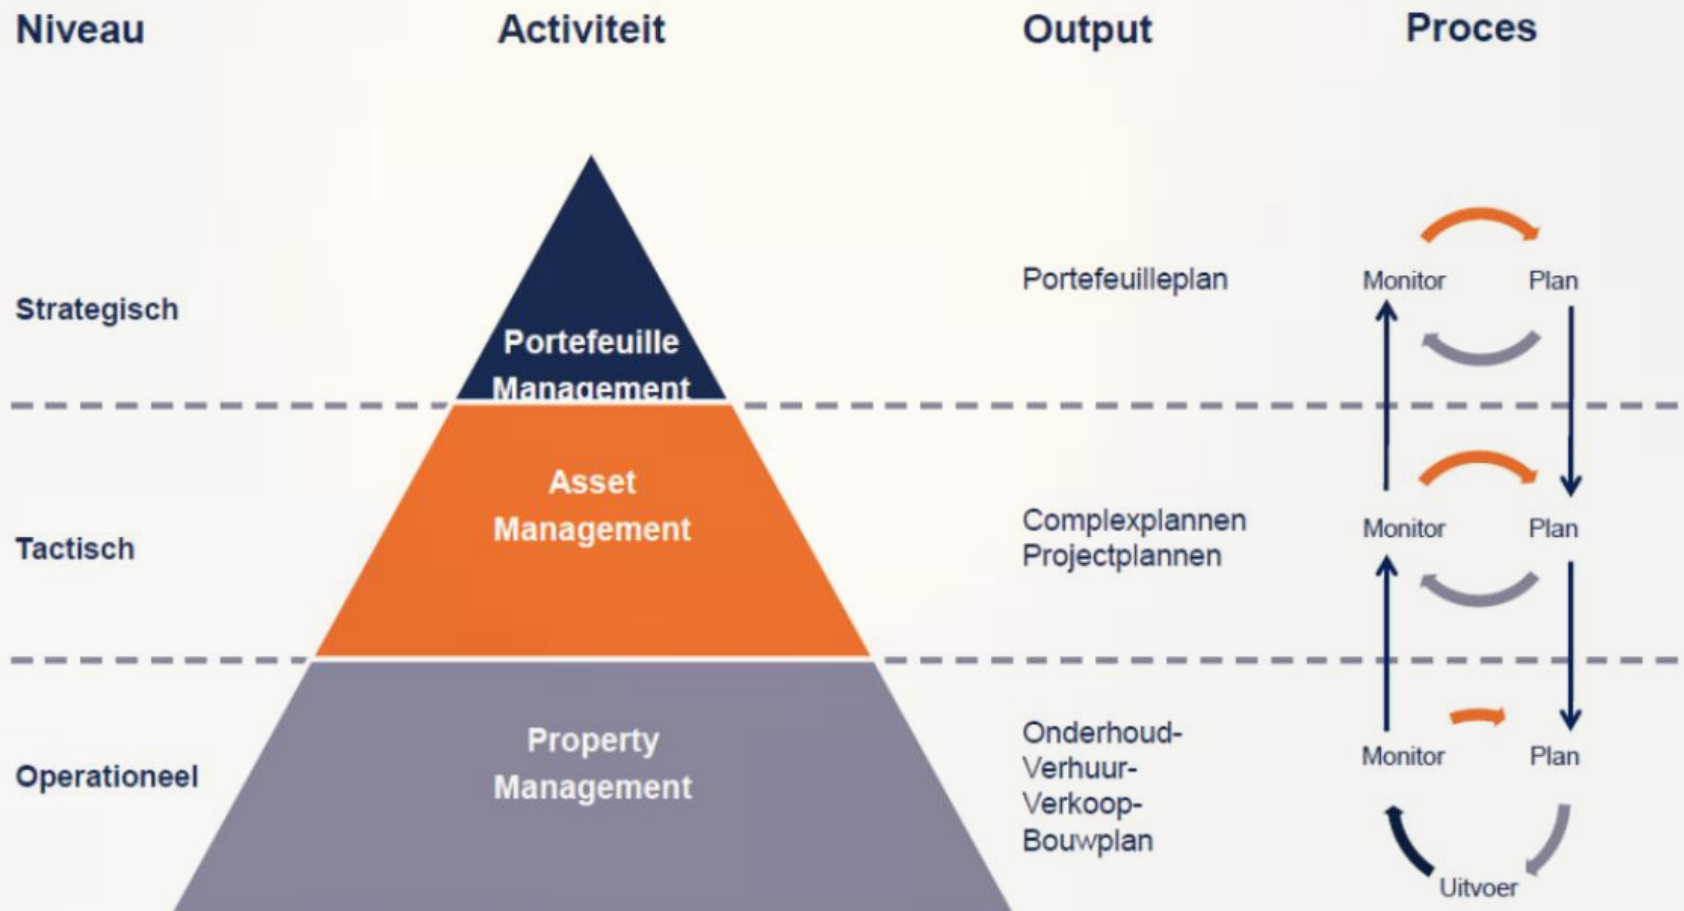 Niveau
Activiteit
Output
Proces
Strategisch
Portefeuille
Management
Portefeuilleplan
Monitor
Plan
Tactisch
Asset
Management
Complexplannen
Projectplannen
Monitor
Plan
Operationeel
Property
Management
Onderhoud-
Verhuur-
Verkoop-
Bouwplan
Monitor
Plan
Uitvoer